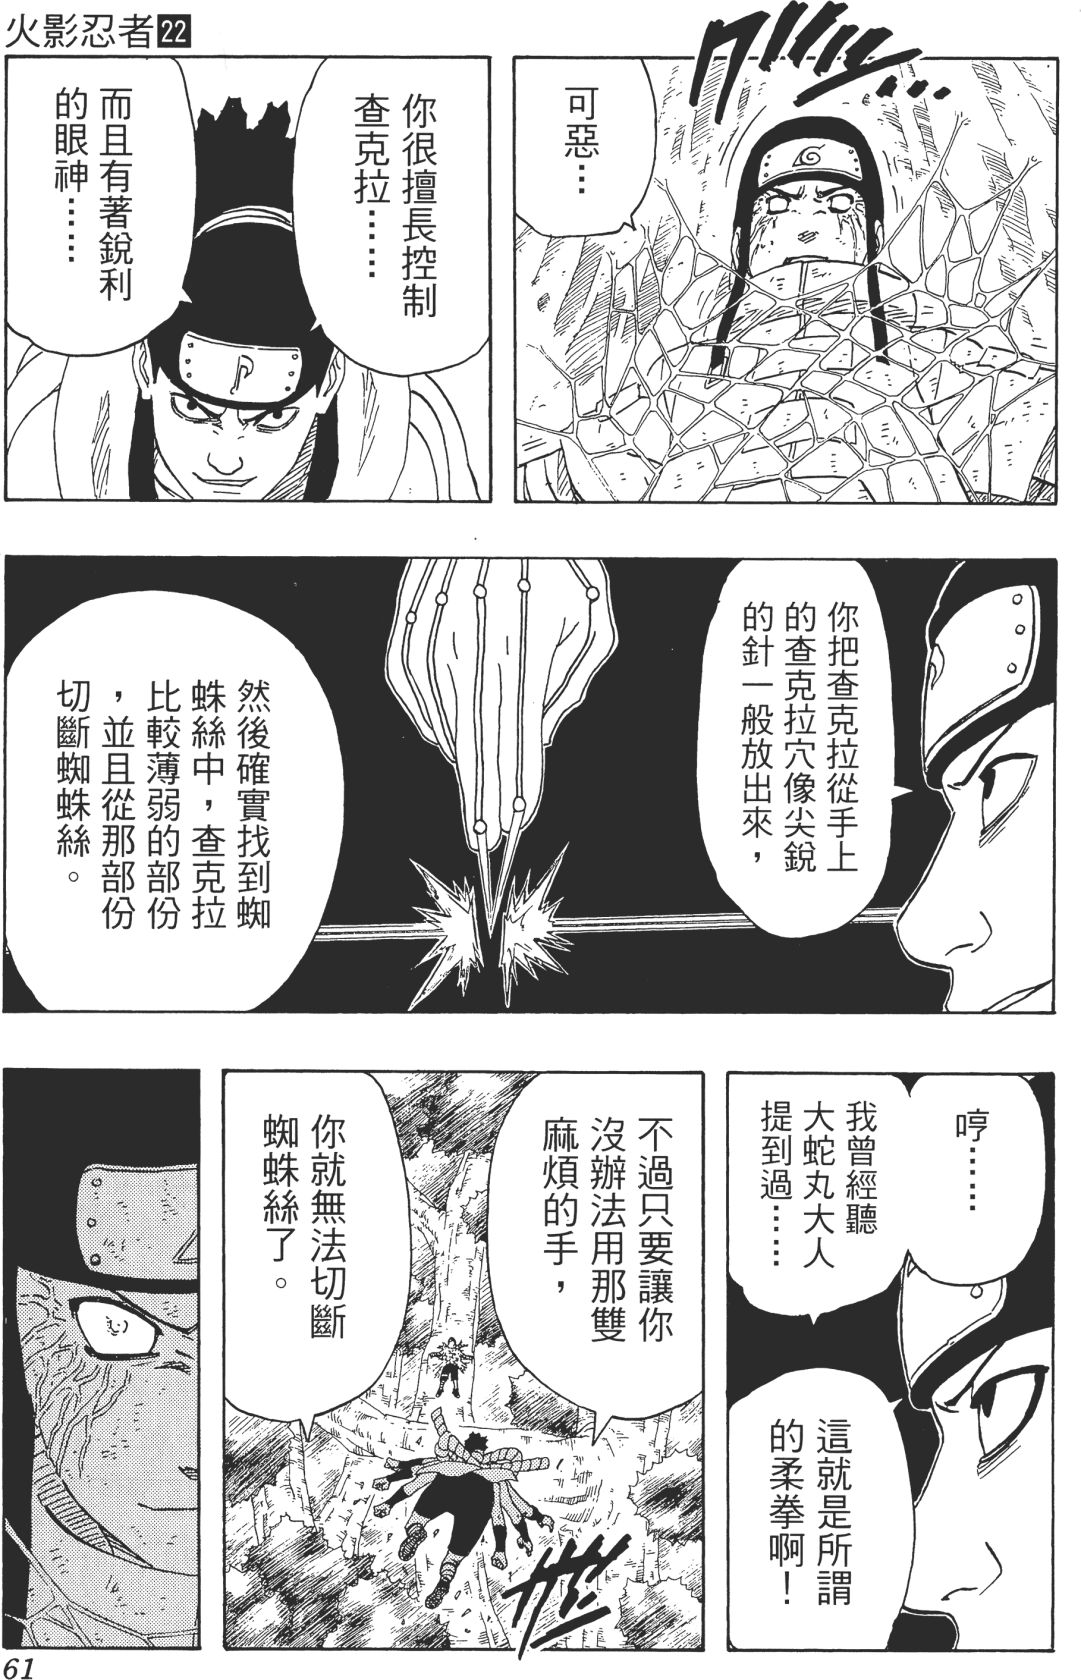 火影忍者22
可惡…
你很擅長控制
查克拉……
而且有著銳利
的眼神……
你把查克拉從手上
的查克拉穴像尖銳
的針一般放出來，
然後確實找到蜘
蛛絲中，查克拉
比較薄弱的部份
，並且從那部份
切斷蜘蛛絲。
哼……
我曾經聽
大蛇丸大人
提到過……
這就是所謂
的柔拳啊！
不過只要讓你
沒辦法用那雙
麻煩的手，
你就無法切斷
蜘蛛絲了。
61